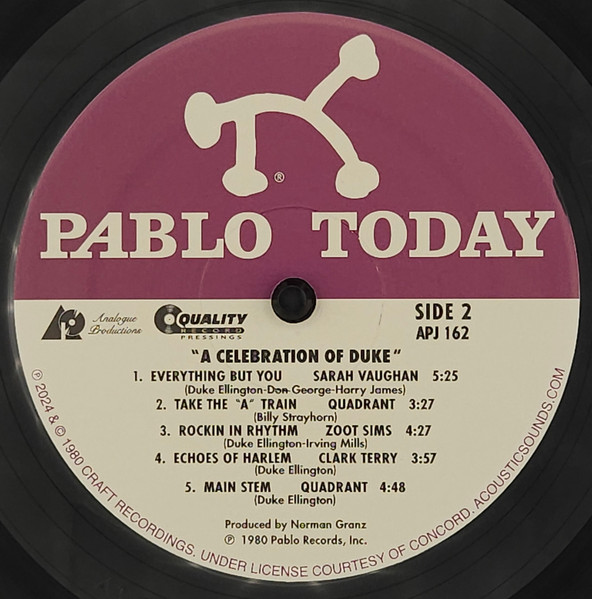 ®
PABLO TODAY
AP Analogue Productions
QUALITY RECORD PRESSINGS
SIDE 2
APJ 162
"A CELEBRATION OF DUKE"
1. EVERYTHING BUT YOU SARAH VAUGHAN 5:25
(Duke Ellington-Don George-Harry James)
2. TAKE THE "A" TRAIN QUADRANT 3:27
(Billy Strayhorn)
3. ROCKIN IN RHYTHM ZOOT SIMS 4:27
(Duke Ellington-Irving Mills)
4. ECHOES OF HARLEM CLARK TERRY 3:57
(Duke Ellington)
5. MAIN STEM QUADRANT 4:48
(Duke Ellington)
Produced by Norman Granz
℗ 1980 Pablo Records, Inc.
℗ 2024 & © 1980 CRAFT RECORDINGS. UNDER LICENSE COURTESY OF CONCORD. ACOUSTICSOUNDS.COM